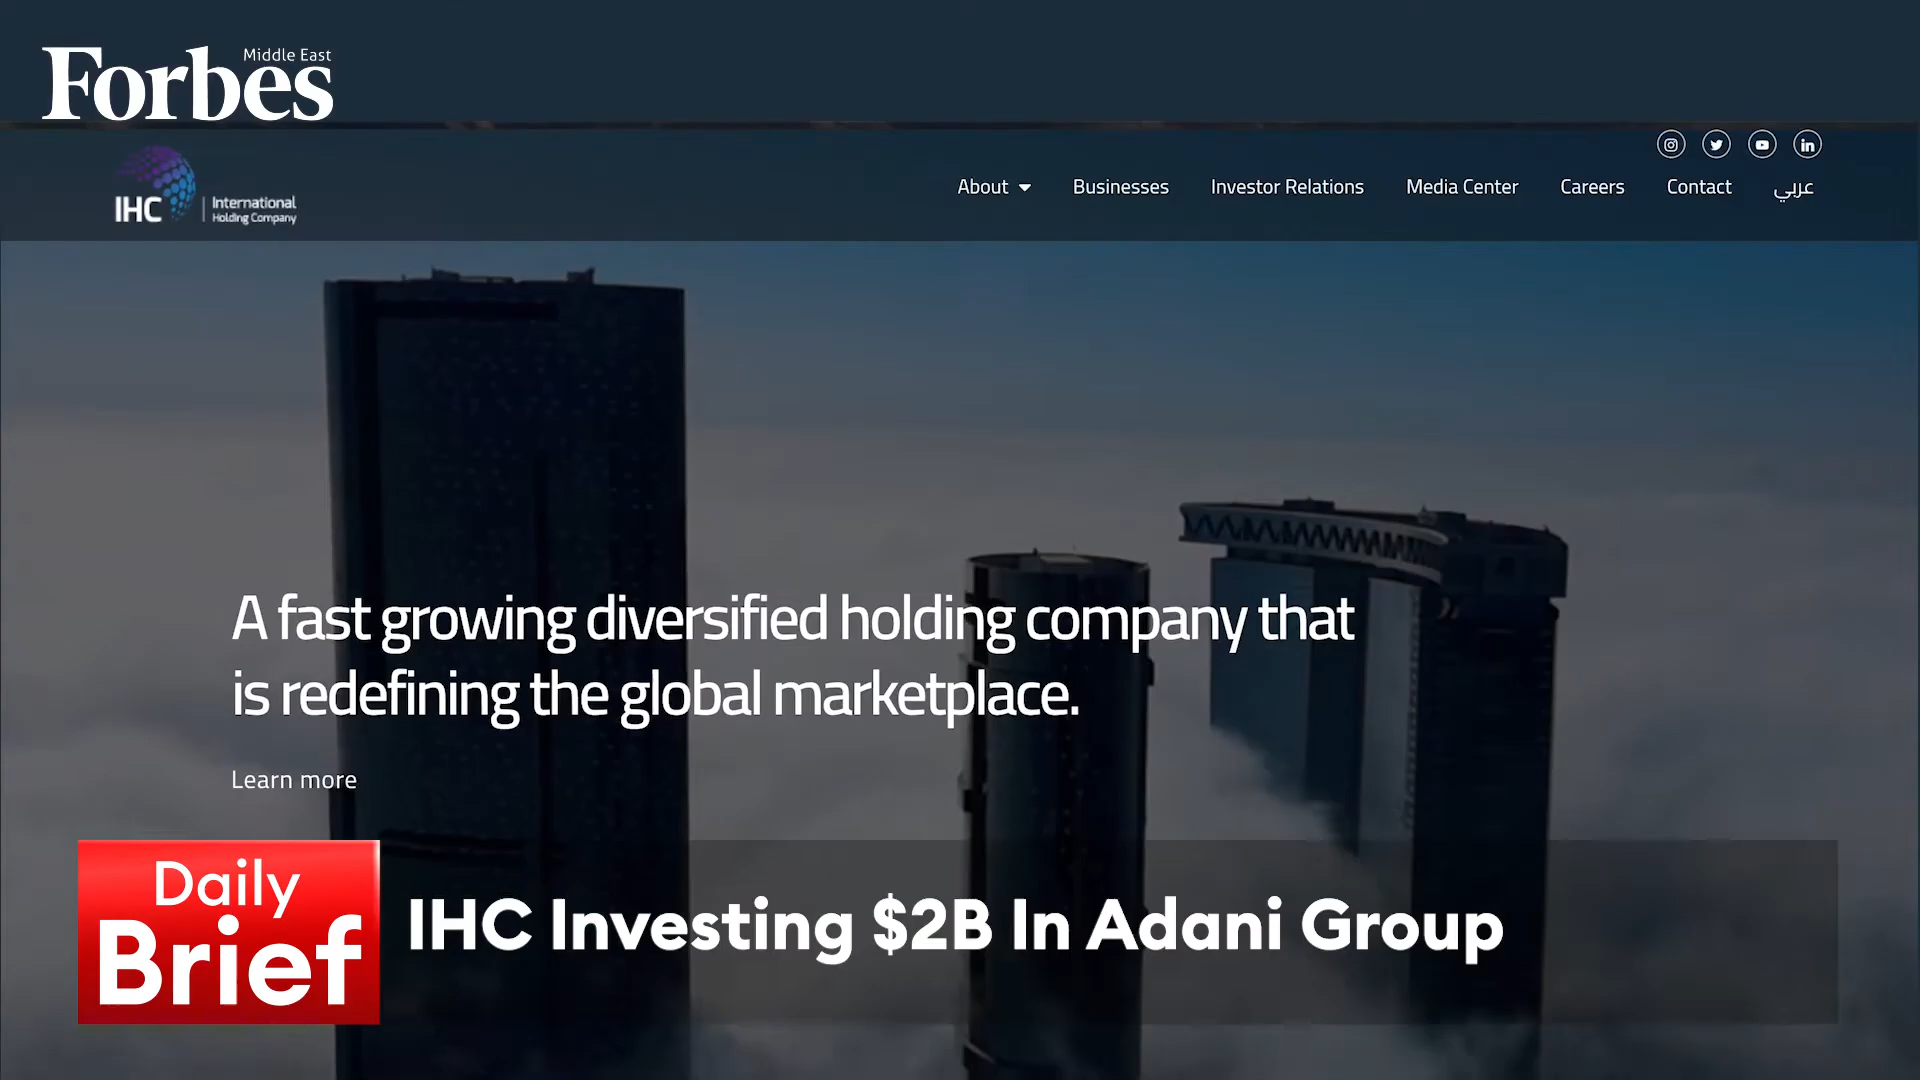 Forbes
Middle East
IHC
International
Holding Company
About
Businesses
Investor Relations
Media Center
Careers
Contact
عربي
A fast growing diversified holding company that
is redefining the global marketplace.
Learn more
Daily
Brief
IHC Investing $2B In Adani Group